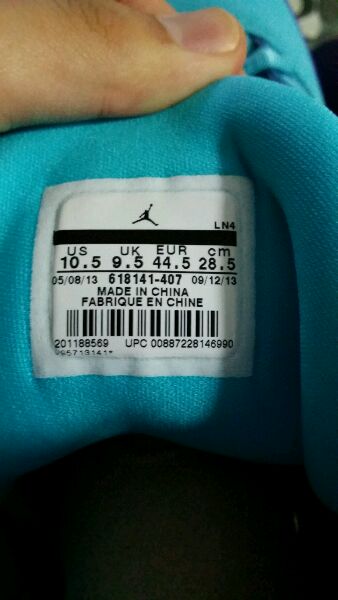 LN4
US UK EUR cm
10.5 9.5 44.5 28.5
05/08/13 618141-407 09/12/13
MADE IN CHINA
FABRIQUE EN CHINE
201188569 UPC 00887228146990